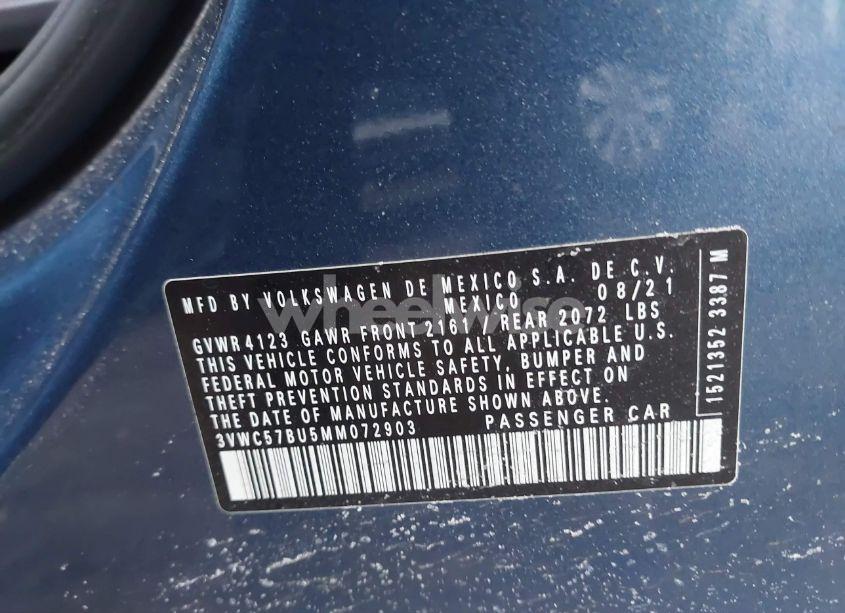 MFD BY VOLKSWAGEN DE MEXICO S.A. DE C.V.
MEXICO 08/21
GVWR 4123 GAWR FRONT 2161 / REAR 2072 LBS
THIS VEHICLE CONFORMS TO ALL APPLICABLE U.S.
FEDERAL MOTOR VEHICLE SAFETY, BUMPER AND
THEFT PREVENTION STANDARDS IN EFFECT ON
THE DATE OF MANUFACTURE SHOWN ABOVE.
3VWC57BU5MM072903 PASSENGER CAR
1521352 3387 M
wheelwise